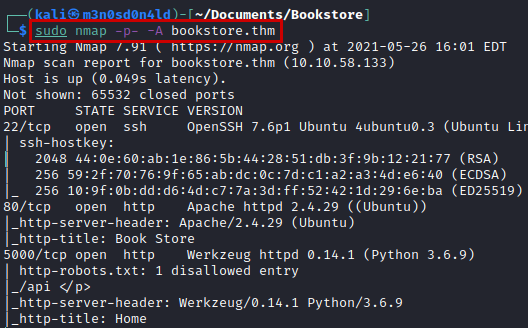 ┌──(kali㉿m3n0sd0n4ld)-[~/Documents/Bookstore]
└─$ sudo nmap -p- -A bookstore.thm
Starting Nmap 7.91 ( https://nmap.org ) at 2021-05-26 16:01 EDT
Nmap scan report for bookstore.thm (10.10.58.133)
Host is up (0.049s latency).
Not shown: 65532 closed ports
PORT     STATE SERVICE VERSION
22/tcp   open  ssh     OpenSSH 7.6p1 Ubuntu 4ubuntu0.3 (Ubuntu Lin
| ssh-hostkey:
|   2048 44:0e:60:ab:1e:86:5b:44:28:51:db:3f:9b:12:21:77 (RSA)
|   256 59:2f:70:76:9f:65:ab:dc:0c:7d:c1:a2:a3:4d:e6:40 (ECDSA)
|_  256 10:9f:0b:dd:d6:4d:c7:7a:3d:ff:52:42:1d:29:6e:ba (ED25519)
80/tcp   open  http    Apache httpd 2.4.29 ((Ubuntu))
|_http-server-header: Apache/2.4.29 (Ubuntu)
|_http-title: Book Store
5000/tcp open  http    Werkzeug httpd 0.14.1 (Python 3.6.9)
| http-robots.txt: 1 disallowed entry
|_/api </p>
|_http-server-header: Werkzeug/0.14.1 Python/3.6.9
|_http-title: Home